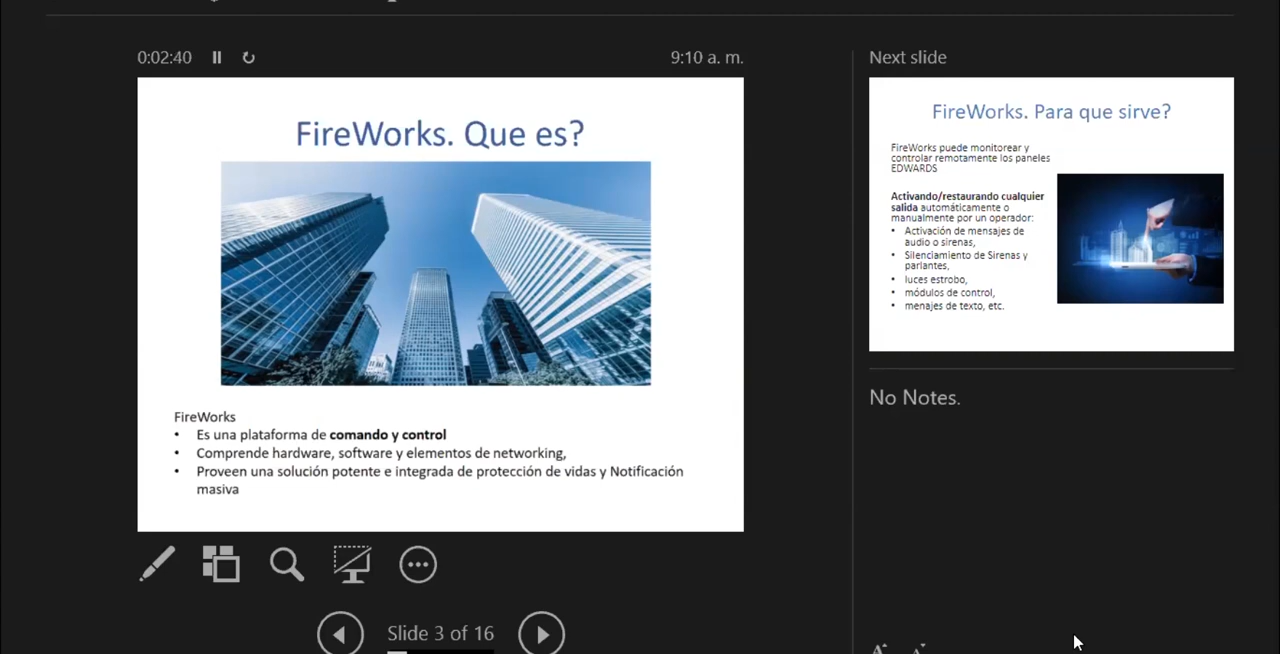 0:02:40
9:10 a. m.
FireWorks. Que es?
FireWorks
• Es una plataforma de comando y control
• Comprende hardware, software y elementos de networking,
• Proveen una solución potente e integrada de protección de vidas y Notificación
masiva
Slide 3 of 16
Next slide
FireWorks. Para que sirve?
FireWorks puede monitorear y
controlar remotamente los paneles
EDWARDS
Activando/restaurando cualquier
salida automáticamente o
manualmente por un operador:
• Activación de mensajes de
audio o sirenas,
• Silenciamiento de Sirenas y
parlantes,
• luces estrobo,
• módulos de control,
• menajes de texto, etc.
No Notes.